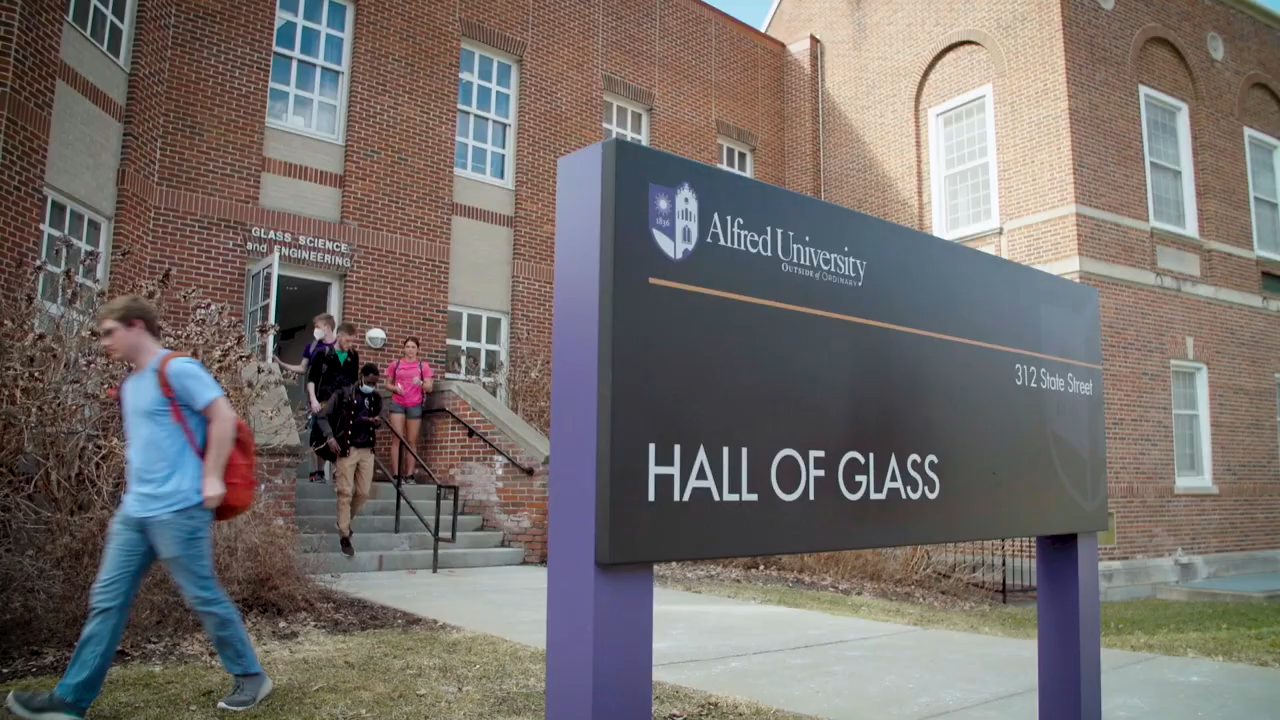 GLASS SCIENCE
and ENGINEERING
1836
Alfred University
OUTSIDE of ORDINARY
312 State Street
HALL OF GLASS